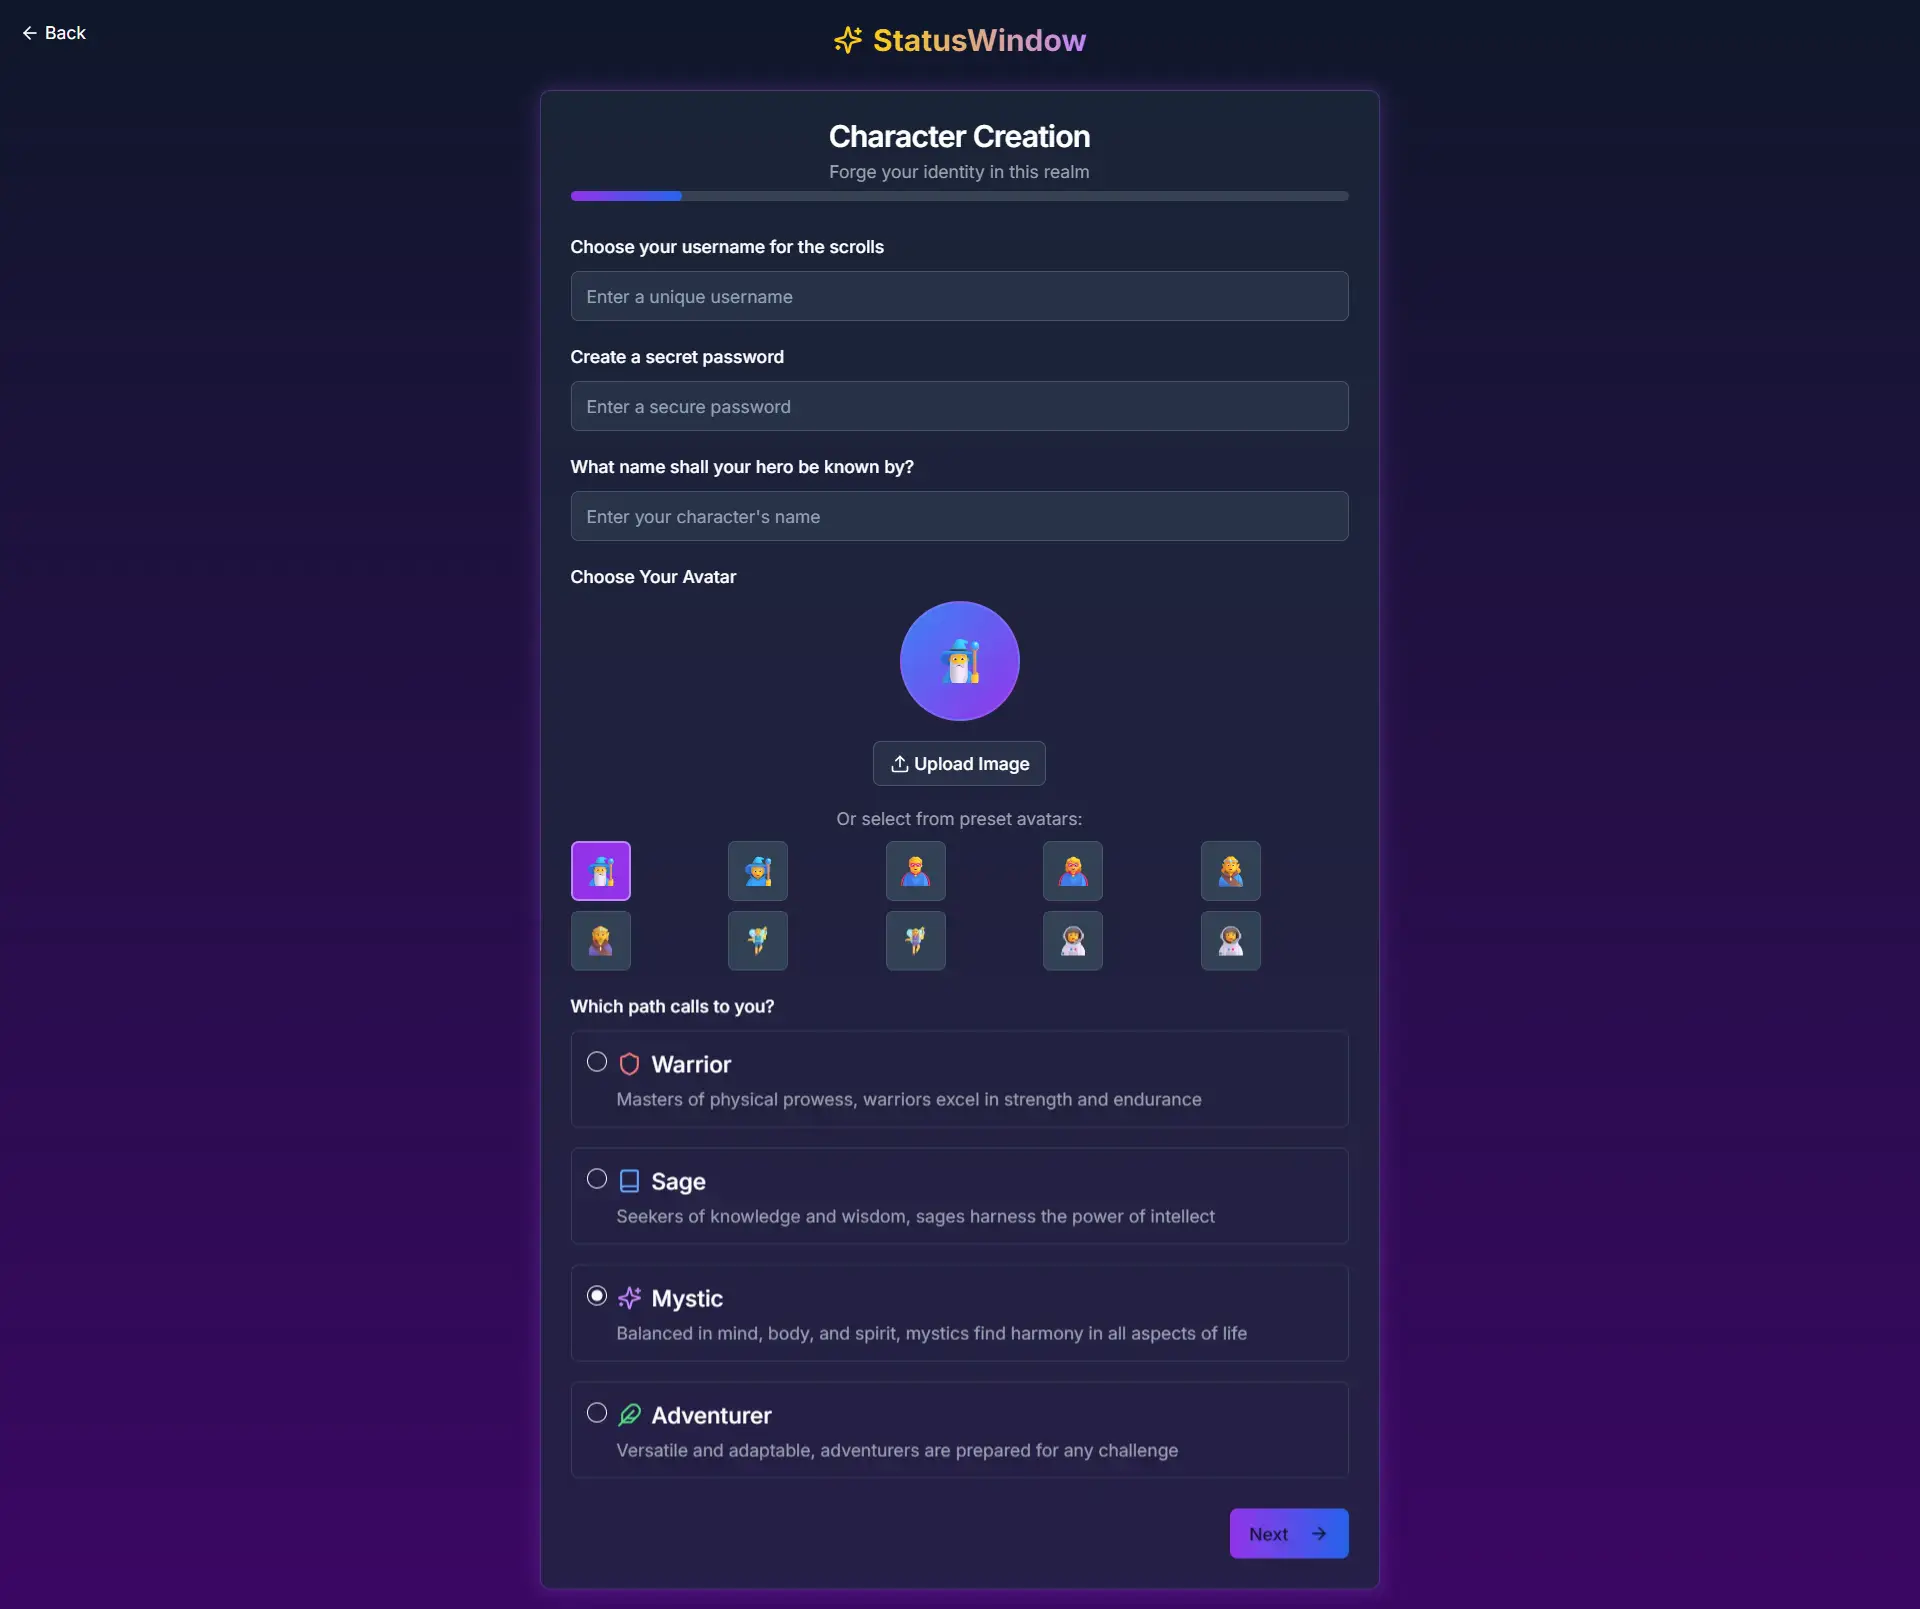 Back
StatusWindow
Character Creation
Forge your identity in this realm
Choose your username for the scrolls
Enter a unique username
Create a secret password
Enter a secure password
What name shall your hero be known by?
Enter your character's name
Choose Your Avatar
Upload Image
Or select from preset avatars:
Which path calls to you?
Warrior
Masters of physical prowess, warriors excel in strength and endurance
Sage
Seekers of knowledge and wisdom, sages harness the power of intellect
Mystic
Balanced in mind, body, and spirit, mystics find harmony in all aspects of life
Adventurer
Versatile and adaptable, adventurers are prepared for any challenge
Next